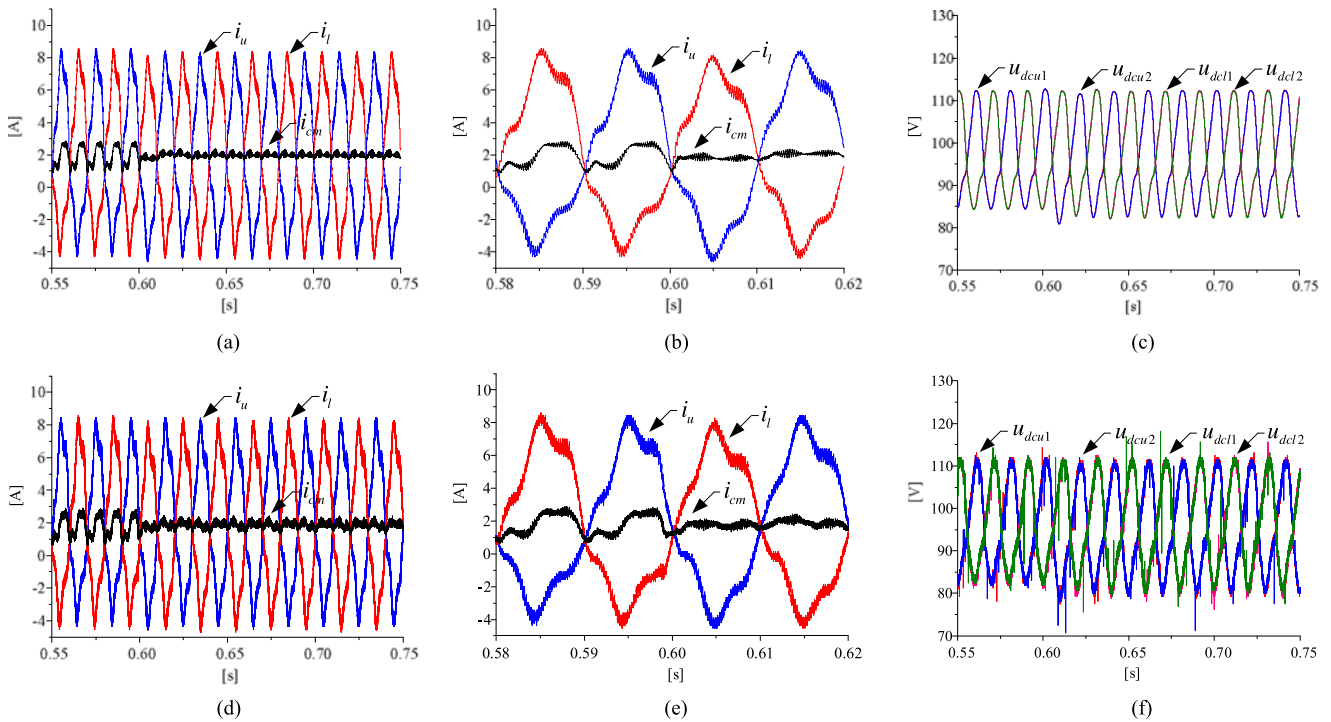 10
8
6
4
2
0
-2
-4
[A]
i_u
i_l
i_cm
0.55
0.60
0.65
0.70
0.75
[s]
(a)
10
8
6
4
2
0
-2
-4
[A]
i_u
i_l
i_cm
0.58
0.59
0.60
0.61
0.62
[s]
(b)
130
120
110
100
90
80
70
[V]
u_dcu1
u_dcu2
u_dcl1
u_dcl2
0.55
0.60
0.65
0.70
0.75
[s]
(c)
10
8
6
4
2
0
-2
-4
[A]
i_u
i_l
i_cm
0.55
0.60
0.65
0.70
0.75
[s]
(d)
10
8
6
4
2
0
-2
-4
[A]
i_u
i_l
i_cm
0.58
0.59
0.60
0.61
0.62
[s]
(e)
130
120
110
100
90
80
70
[V]
u_dcu1
u_dcu2
u_dcl1
u_dcl2
0.55
0.60
0.65
0.70
0.75
[s]
(f)